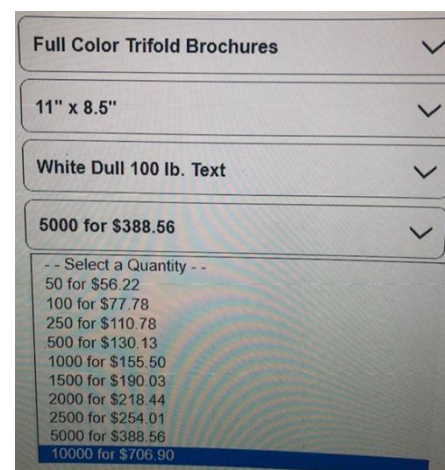 Full Color Trifold Brochures
11" x 8.5"
White Dull 100 lb. Text
5000 for $388.56
-- Select a Quantity --
50 for $56.22
100 for $77.78
250 for $110.78
500 for $130.13
1000 for $155.50
1500 for $190.03
2000 for $218.44
2500 for $254.01
5000 for $388.56
10000 for $706.90